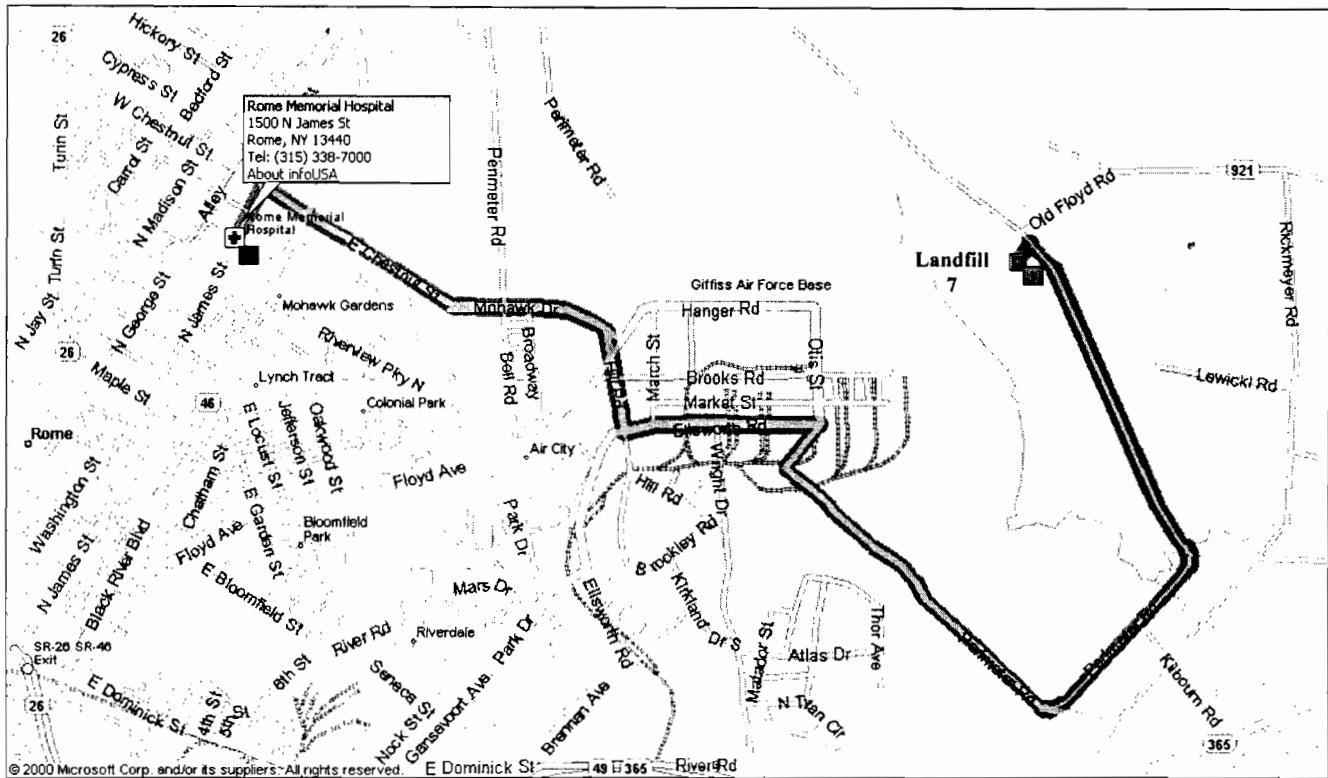 26
Hickory St
Cypress St
W Chestnut St
Bedford St
Turin St
Carrol St
N Madison St
Alley
Rome Memorial Hospital
1500 N James St
Rome, NY 13440
Tel: (315) 338-7000
About infoUSA
Rome Memorial
Hospital
E Chestnut St
Perimeter Rd
Perimeter Rd
921
Old Floyd Rd
Rickmeyer Rd
Landfill
7
Turin St
N Jay St
N George St
N James St
Mohawk Gardens
Mohawk Dr
Giffiss Air Force Base
Hanger Rd
Otis St
March St
Hill Rd
Broadway
Bell Rd
Riverview Pky N
26
Maple St
Lynch Tract
46
Colonial Park
Brooks Rd
Market St
Ellsworth Rd
Lewicki Rd
Rome
E Locust St
Jefferson St
Oakwood St
Air City
Floyd Ave
Hill Rd
Wright Dr
Washington St
Chatham St
E Garden St
Bloomfield
Park
Park Dr
Brookley Rd
N James St
Black River Blvd
Floyd Ave
E Bloomfield St
Mars Dr
Kirkland Dr S
Ellsworth Rd
Matador St
Thor Ave
Atlas Dr
N Titan Cir
Perimeter Rd
Perimeter Rd
Kilbourn Rd
River Rd
Riverdale
SR-26 SR-46
Exit
6th St
Seneca St
Park Dr
E Dominick St
4th St
5th St
Nock St
Gansevoort Ave
Brennan Ave
26
365
© 2000 Microsoft Corp. and/or its suppliers. All rights reserved.
E Dominick St
49
365
River Rd